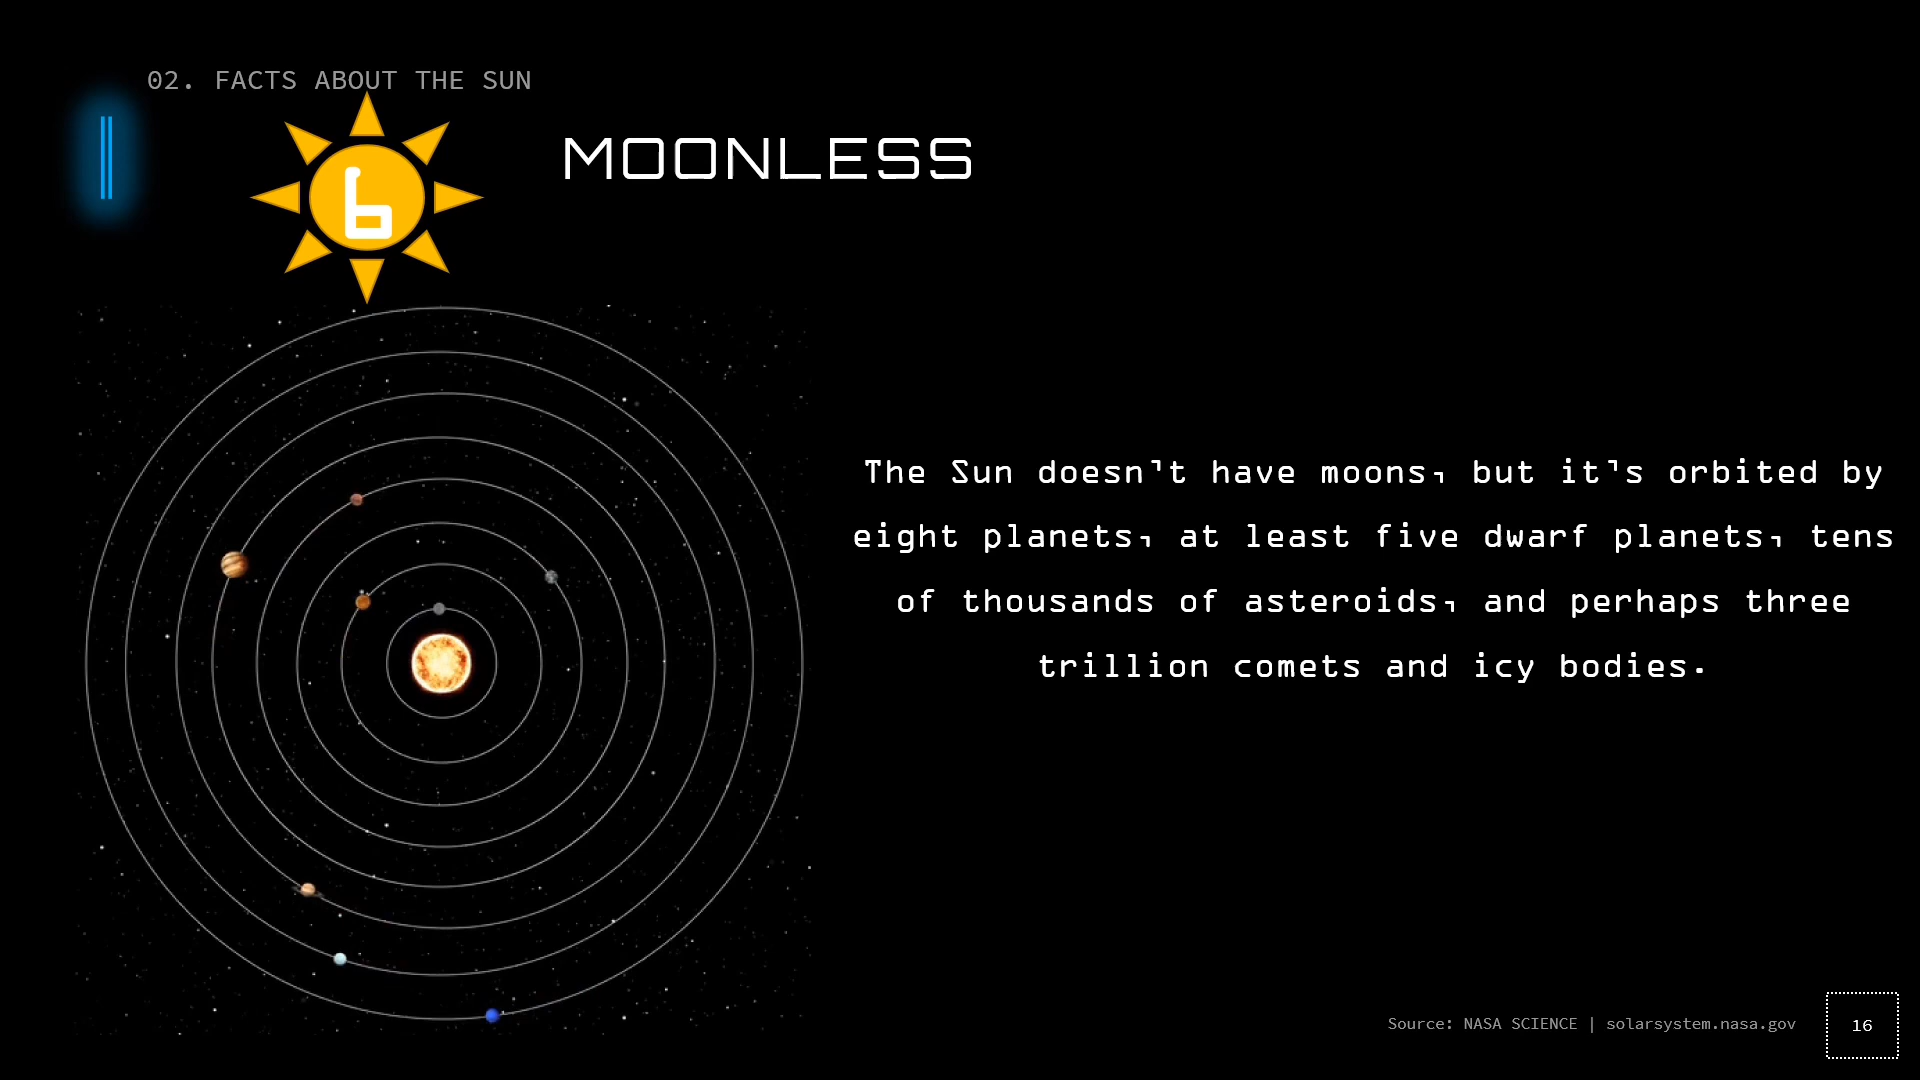 02. FACTS ABOUT THE SUN
6
MOONLESS
The Sun doesn't have moons, but it's orbited by
eight planets, at least five dwarf planets, tens
of thousands of asteroids, and perhaps three
trillion comets and icy bodies.
Source: NASA SCIENCE | solarsystem.nasa.gov
16